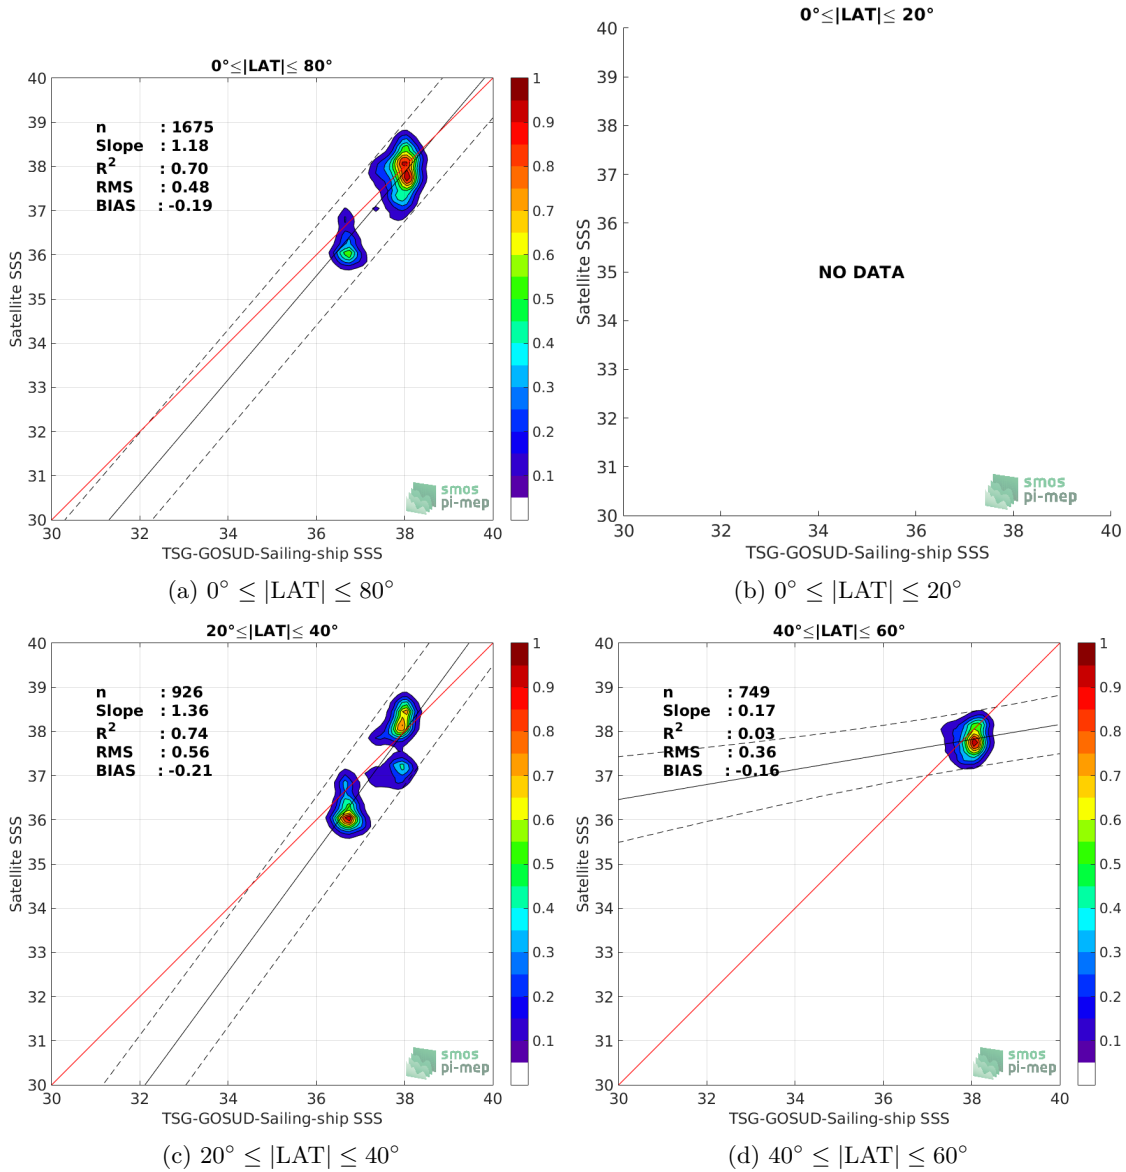 0°≤|LAT|≤ 80°
n : 1675
Slope : 1.18
R² : 0.70
RMS : 0.48
BIAS : -0.19
40
39
38
37
36
35
34
33
32
31
30
30 32 34 36 38 40
Satellite SSS
TSG-GOSUD-Sailing-ship SSS
1
0.9
0.8
0.7
0.6
0.5
0.4
0.3
0.2
0.1
smos
pi-mep
(a) 0° ≤ |LAT| ≤ 80°
0°≤|LAT|≤ 20°
40
39
38
37
36
35
34
33
32
31
30
30 32 34 36 38 40
Satellite SSS
NO DATA
TSG-GOSUD-Sailing-ship SSS
smos
pi-mep
(b) 0° ≤ |LAT| ≤ 20°
20°≤|LAT|≤ 40°
n : 926
Slope : 1.36
R² : 0.74
RMS : 0.56
BIAS : -0.21
40
39
38
37
36
35
34
33
32
31
30
30 32 34 36 38 40
Satellite SSS
TSG-GOSUD-Sailing-ship SSS
1
0.9
0.8
0.7
0.6
0.5
0.4
0.3
0.2
0.1
smos
pi-mep
(c) 20° ≤ |LAT| ≤ 40°
40°≤|LAT|≤ 60°
n : 749
Slope : 0.17
R² : 0.03
RMS : 0.36
BIAS : -0.16
40
39
38
37
36
35
34
33
32
31
30
30 32 34 36 38 40
Satellite SSS
TSG-GOSUD-Sailing-ship SSS
1
0.9
0.8
0.7
0.6
0.5
0.4
0.3
0.2
0.1
smos
pi-mep
(d) 40° ≤ |LAT| ≤ 60°